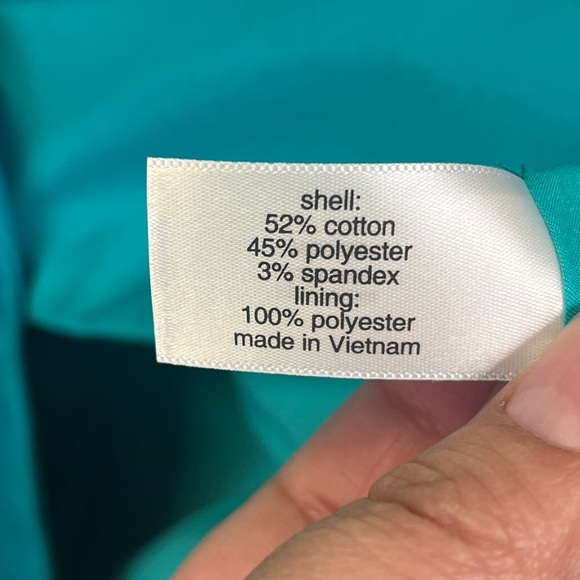 shell:
52% cotton
45% polyester
3% spandex
lining:
100% polyester
made in Vietnam